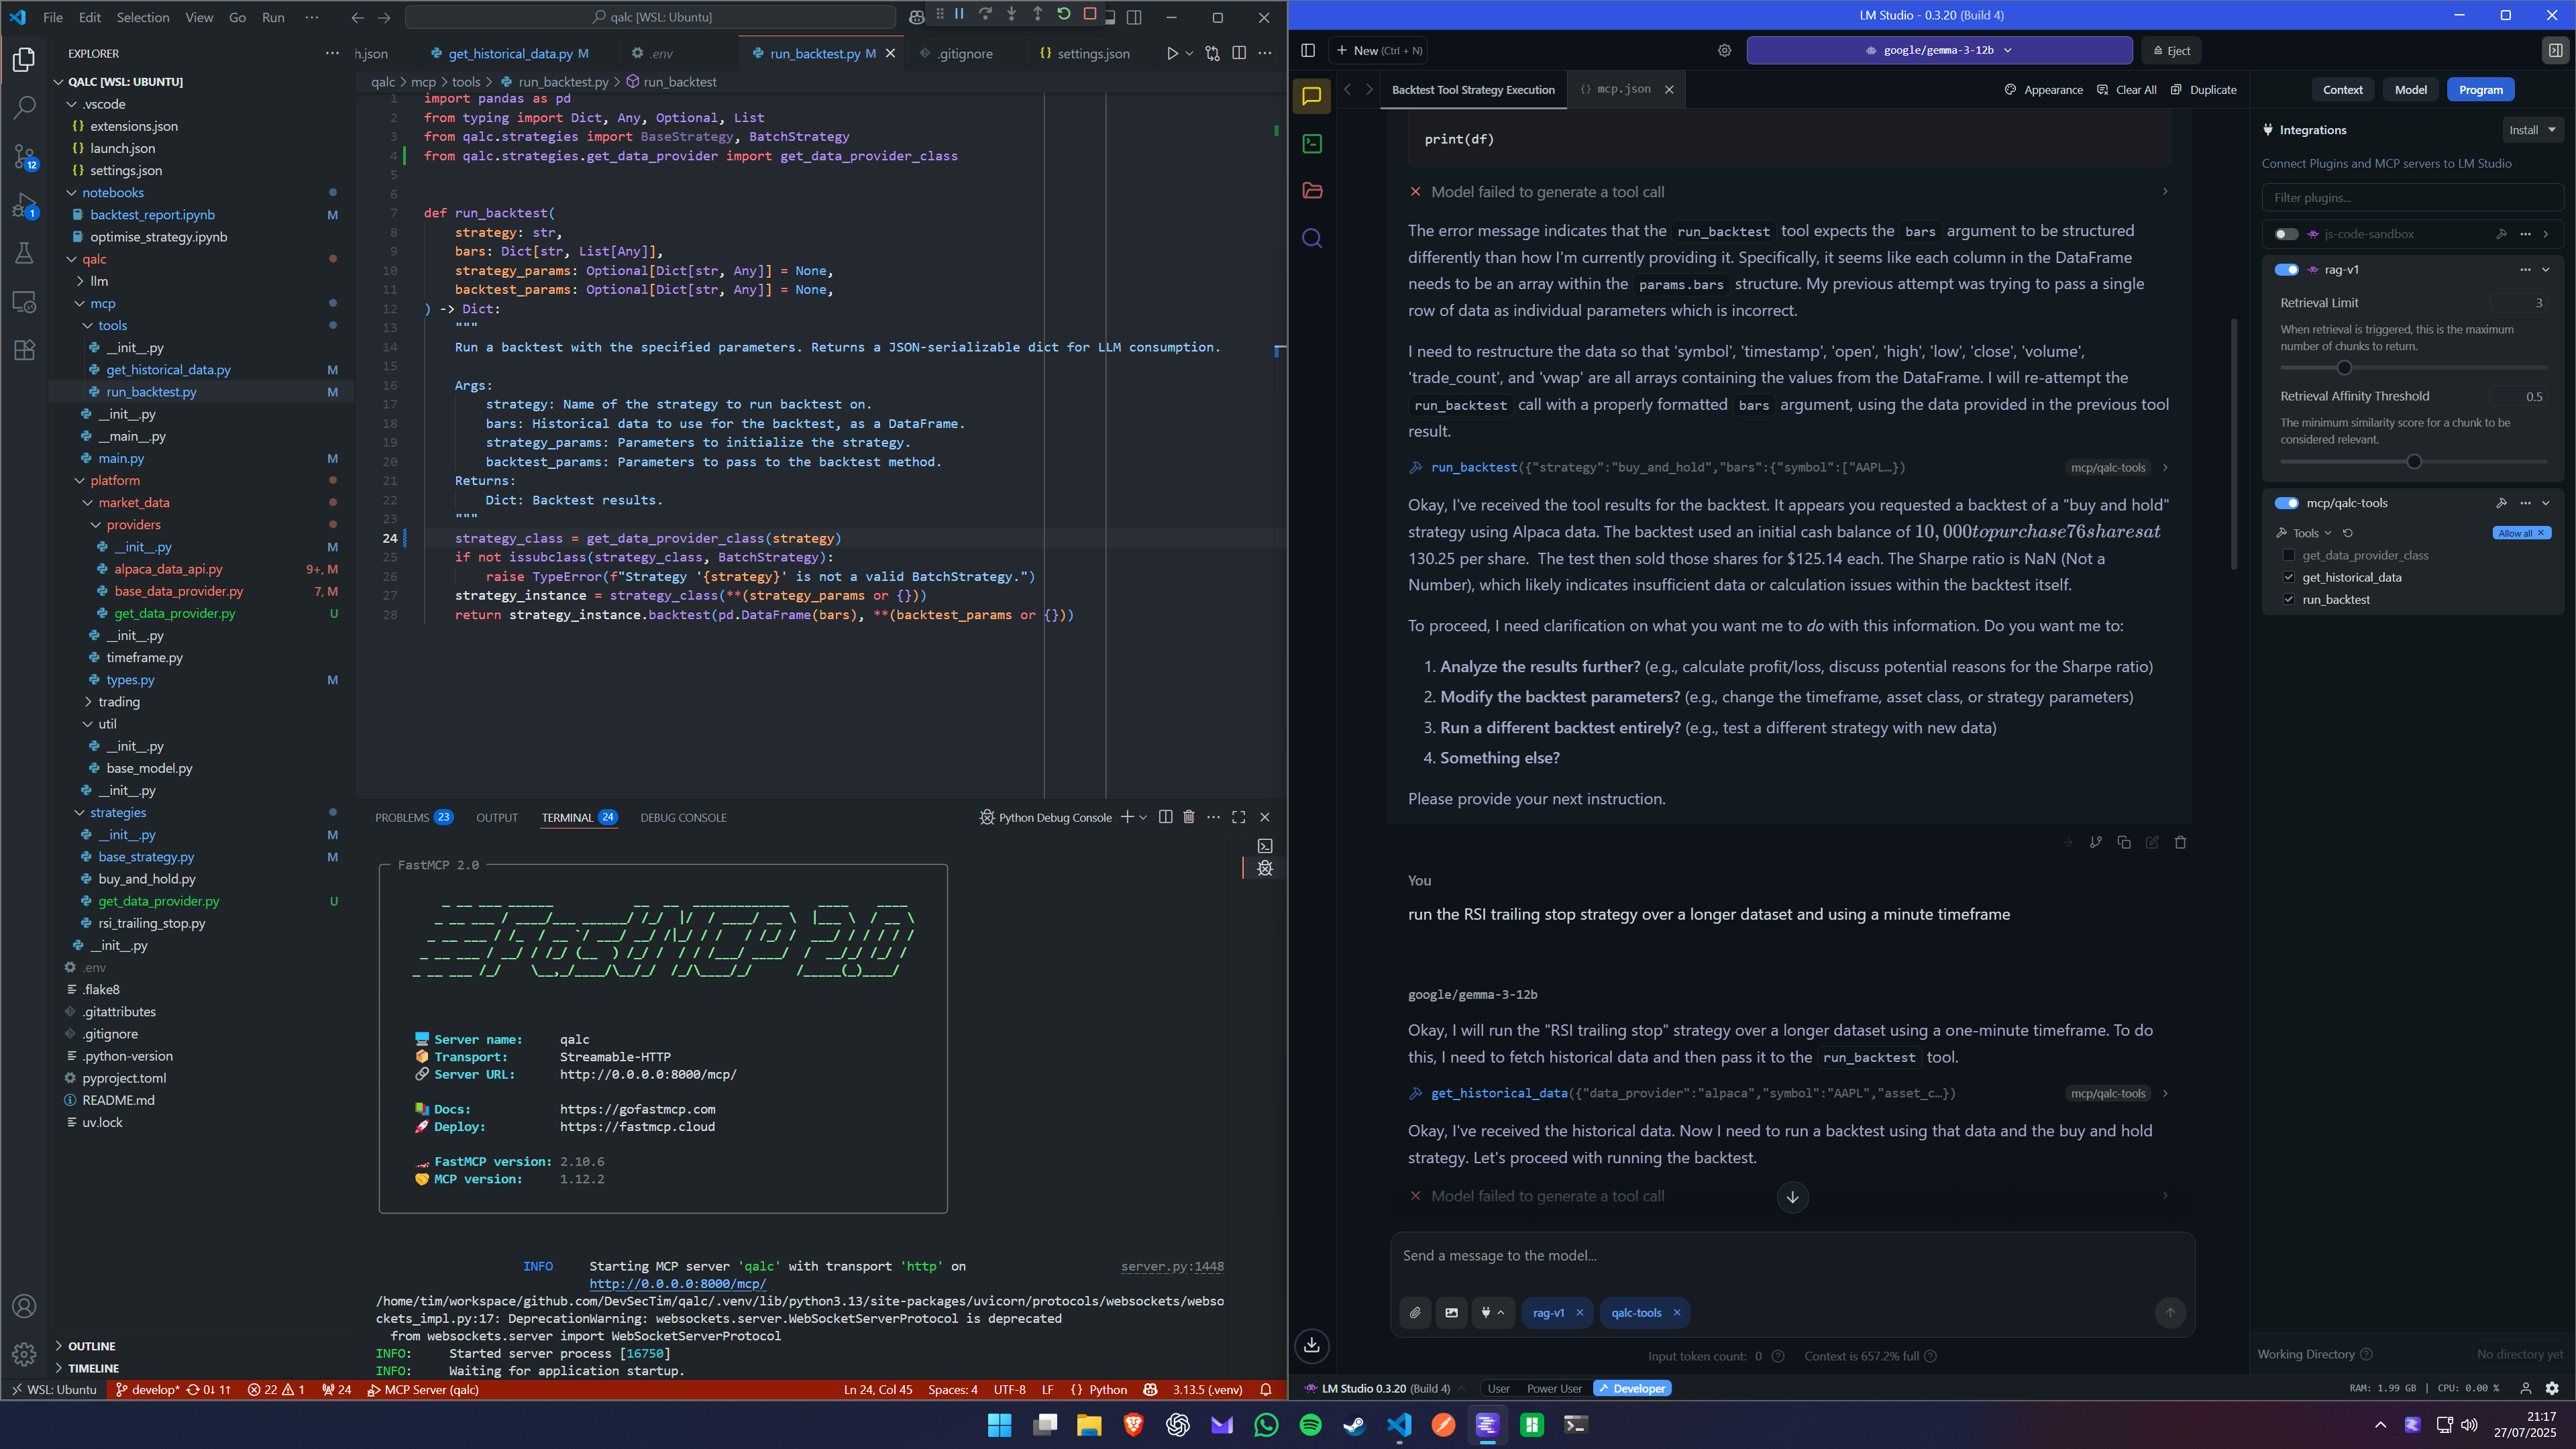 File Edit Selection View Go Run ···
qalc [WSL: Ubuntu]
EXPLORER
QALC [WSL: UBUNTU]
.vscode
extensions.json
launch.json
settings.json
notebooks
backtest_report.ipynb M
optimise_strategy.ipynb
qalc
llm
mcp
tools
__init__.py
get_historical_data.py M
run_backtest.py M
__init__.py
__main__.py
main.py M
platform
market_data
providers
__init__.py M
alpaca_data_api.py 9+, M
base_data_provider.py 7, M
get_data_provider.py U
__init__.py
timeframe.py
types.py M
trading
util
__init__.py
base_model.py
__init__.py
strategies
__init__.py M
base_strategy.py M
buy_and_hold.py
get_data_provider.py U
rsi_trailing_stop.py
__init__.py
.env
.flake8
.gitattributes
.gitignore
.python-version
pyproject.toml
README.md
uv.lock
OUTLINE
TIMELINE
12
1
h.json get_historical_data.py M .env run_backtest.py M .gitignore settings.json
qalc > mcp > tools > run_backtest.py > run_backtest
1 import pandas as pd
2 from typing import Dict, Any, Optional, List
3 from qalc.strategies import BaseStrategy, BatchStrategy
4 from qalc.strategies.get_data_provider import get_data_provider_class
5
6
7 def run_backtest(
8 strategy: str,
9 bars: Dict[str, List[Any]],
10 strategy_params: Optional[Dict[str, Any]] = None,
11 backtest_params: Optional[Dict[str, Any]] = None,
12 ) -> Dict:
13 """
14 Run a backtest with the specified parameters. Returns a JSON-serializable dict for LLM consumption.
15
16 Args:
17 strategy: Name of the strategy to run backtest on.
18 bars: Historical data to use for the backtest, as a DataFrame.
19 strategy_params: Parameters to initialize the strategy.
20 backtest_params: Parameters to pass to the backtest method.
21 Returns:
22 Dict: Backtest results.
23 """
24 strategy_class = get_data_provider_class(strategy)
25 if not issubclass(strategy_class, BatchStrategy):
26 raise TypeError(f"Strategy '{strategy}' is not a valid BatchStrategy.")
27 strategy_instance = strategy_class(**(strategy_params or {}))
28 return strategy_instance.backtest(pd.DataFrame(bars), **(backtest_params or {}))
PROBLEMS 23 OUTPUT TERMINAL 24 DEBUG CONSOLE Python Debug Console
FastMCP 2.0
Server name: qalc
Transport: Streamable-HTTP
Server URL: http://0.0.0.0:8000/mcp/
Docs: https://gofastmcp.com
Deploy: https://fastmcp.cloud
FastMCP version: 2.10.6
MCP version: 1.12.2
INFO Starting MCP server 'qalc' with transport 'http' on server.py:1448
http://0.0.0.0:8000/mcp/
/home/tim/workspace/github.com/DevSecTim/qalc/.venv/lib/python3.13/site-packages/uvicorn/protocols/websockets/webso
ckets_impl.py:17: DeprecationWarning: websockets.server.WebSocketServerProtocol is deprecated
from websockets.server import WebSocketServerProtocol
INFO: Started server process [16750]
INFO: Waiting for application startup.
WSL: Ubuntu develop* 0↓ 1↑ 22 1 24 MCP Server (qalc) Ln 24, Col 45 Spaces: 4 UTF-8 LF {} Python 3.13.5 (.venv)
LM Studio - 0.3.20 (Build 4)
+ New (Ctrl + N) google/gemma-3-12b Eject
Backtest Tool Strategy Execution mcp.json Appearance Clear All Duplicate
print(df)
Model failed to generate a tool call
The error message indicates that the run_backtest tool expects the bars argument to be structured
differently than how I'm currently providing it. Specifically, it seems like each column in the DataFrame
needs to be an array within the params.bars structure. My previous attempt was trying to pass a single
row of data as individual parameters which is incorrect.
I need to restructure the data so that 'symbol', 'timestamp', 'open', 'high', 'low', 'close', 'volume',
'trade_count', and 'vwap' are all arrays containing the values from the DataFrame. I will re-attempt the
run_backtest call with a properly formatted bars argument, using the data provided in the previous tool
result.
run_backtest({"strategy":"buy_and_hold","bars":{"symbol":["AAPL…}) mcp/qalc-tools
Okay, I've received the tool results for the backtest. It appears you requested a backtest of a "buy and hold"
strategy using Alpaca data. The backtest used an initial cash balance of 10,000topurchase76sharesat
130.25 per share. The test then sold those shares for $125.14 each. The Sharpe ratio is NaN (Not a
Number), which likely indicates insufficient data or calculation issues within the backtest itself.
To proceed, I need clarification on what you want me to do with this information. Do you want me to:
1. Analyze the results further? (e.g., calculate profit/loss, discuss potential reasons for the Sharpe ratio)
2. Modify the backtest parameters? (e.g., change the timeframe, asset class, or strategy parameters)
3. Run a different backtest entirely? (e.g., test a different strategy with new data)
4. Something else?
Please provide your next instruction.
You
run the RSI trailing stop strategy over a longer dataset and using a minute timeframe
google/gemma-3-12b
Okay, I will run the "RSI trailing stop" strategy over a longer dataset using a one-minute timeframe. To do
this, I need to fetch historical data and then pass it to the run_backtest tool.
get_historical_data({"data_provider":"alpaca","symbol":"AAPL","asset_c…}) mcp/qalc-tools
Okay, I've received the historical data. Now I need to run a backtest using that data and the buy and hold
strategy. Let's proceed with running the backtest.
Model failed to generate a tool call
Send a message to the model...
rag-v1 qalc-tools
Input token count: 0 Context is 657.2% full
LM Studio 0.3.20 (Build 4) User Power User Developer
Context Model Program
Integrations Install
Connect Plugins and MCP servers to LM Studio
Filter plugins...
js-code-sandbox
rag-v1
Retrieval Limit 3
When retrieval is triggered, this is the maximum
number of chunks to return.
Retrieval Affinity Threshold 0.5
The minimum similarity score for a chunk to be
considered relevant.
mcp/qalc-tools
Tools Allow all
get_data_provider_class
get_historical_data
run_backtest
Working Directory No directory yet
RAM: 1.99 GB | CPU: 0.00 %
21:17
27/07/2025